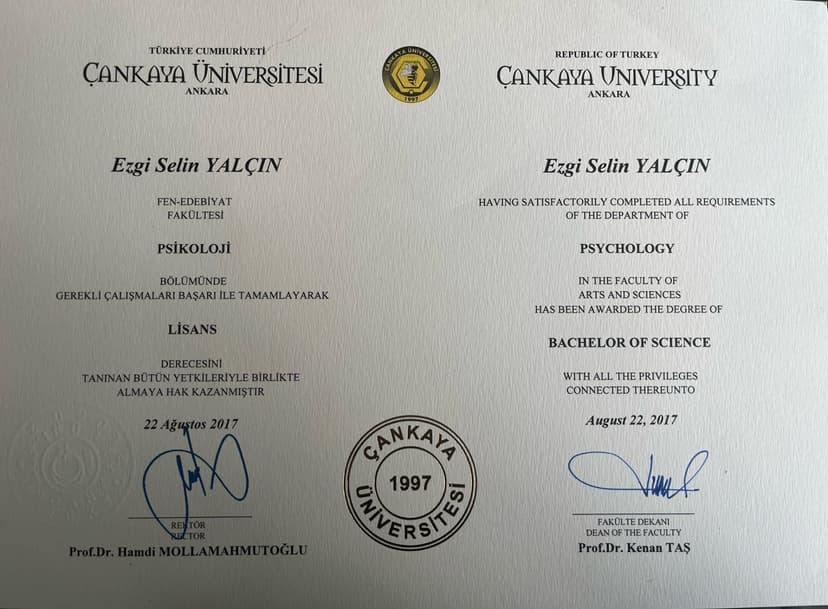 TÜRKİYE CUMHURİYETİ
ÇANKAYA ÜNİVERSİTESİ
ANKARA
Ezgi Selin YALÇIN
FEN-EDEBİYAT
FAKÜLTESİ
PSİKOLOJİ
BÖLÜMÜNDE
GEREKLİ ÇALIŞMALARI BAŞARI İLE TAMAMLAYARAK
LİSANS
DERECESİNİ
TANINAN BÜTÜN YETKİLERİYLE BİRLİKTE
ALMAYA HAK KAZANMIŞTIR
22 Ağustos 2017
REKTÖR
RECTOR
Prof.Dr. Hamdi MOLLAMAHMUTOĞLU
ÇANKAYA ÜNİVERSİTESİ
1997
REPUBLIC OF TURKEY
ÇANKAYA UNIVERSITY
ANKARA
Ezgi Selin YALÇIN
HAVING SATISFACTORILY COMPLETED ALL REQUIREMENTS
OF THE DEPARTMENT OF
PSYCHOLOGY
IN THE FACULTY OF
ARTS AND SCIENCES
HAS BEEN AWARDED THE DEGREE OF
BACHELOR OF SCIENCE
WITH ALL THE PRIVILEGES
CONNECTED THEREUNTO
August 22, 2017
FAKÜLTE DEKANI
DEAN OF THE FACULTY
Prof.Dr. Kenan TAŞ
ÇANKAYA
1997
ÜNİVERSİTESİ